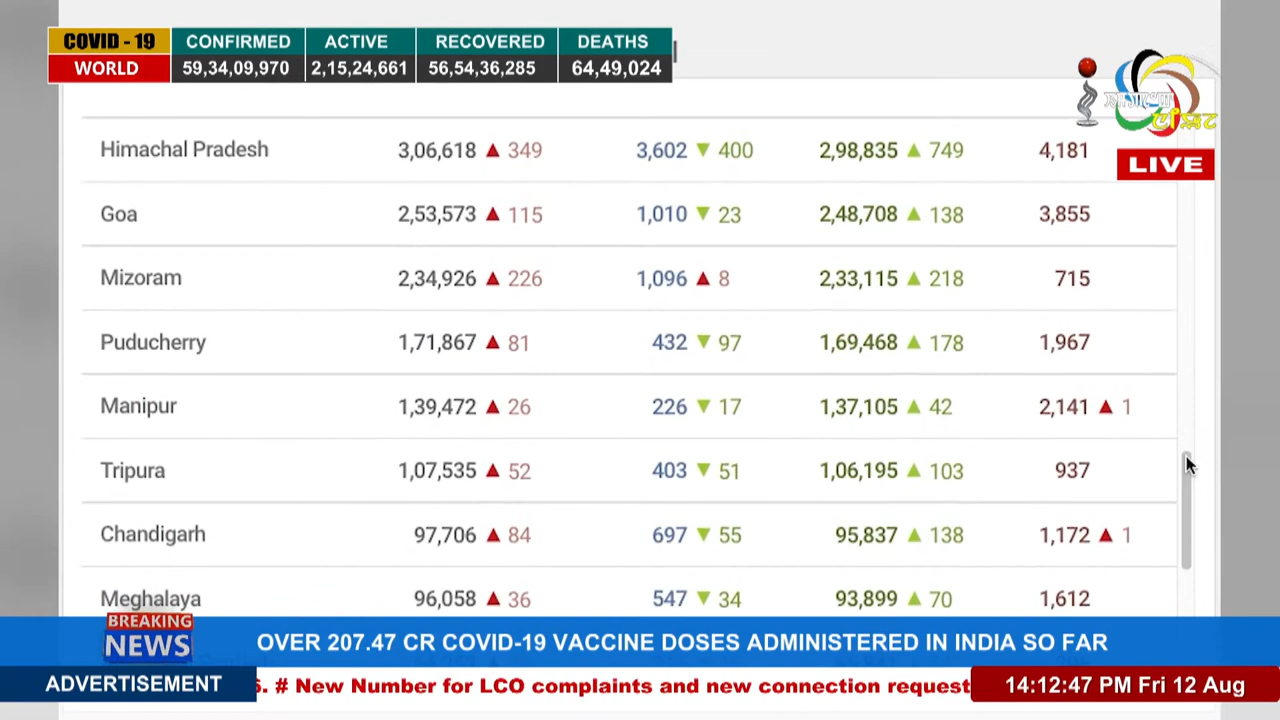 COVID - 19 CONFIRMED ACTIVE RECOVERED DEATHS
WORLD 59,34,09,970 2,15,24,661 56,54,36,285 64,49,024
LIVE
Himachal Pradesh 3,06,618 ▲ 349 3,602 ▼ 400 2,98,835 ▲ 749 4,181
Goa 2,53,573 ▲ 115 1,010 ▼ 23 2,48,708 ▲ 138 3,855
Mizoram 2,34,926 ▲ 226 1,096 ▲ 8 2,33,115 ▲ 218 715
Puducherry 1,71,867 ▲ 81 432 ▼ 97 1,69,468 ▲ 178 1,967
Manipur 1,39,472 ▲ 26 226 ▼ 17 1,37,105 ▲ 42 2,141 ▲ 1
Tripura 1,07,535 ▲ 52 403 ▼ 51 1,06,195 ▲ 103 937
Chandigarh 97,706 ▲ 84 697 ▼ 55 95,837 ▲ 138 1,172 ▲ 1
Meghalaya 96,058 ▲ 36 547 ▼ 34 93,899 ▲ 70 1,612
BREAKING
NEWS
OVER 207.47 CR COVID-19 VACCINE DOSES ADMINISTERED IN INDIA SO FAR
ADVERTISEMENT
6. # New Number for LCO complaints and new connection request
14:12:47 PM Fri 12 Aug